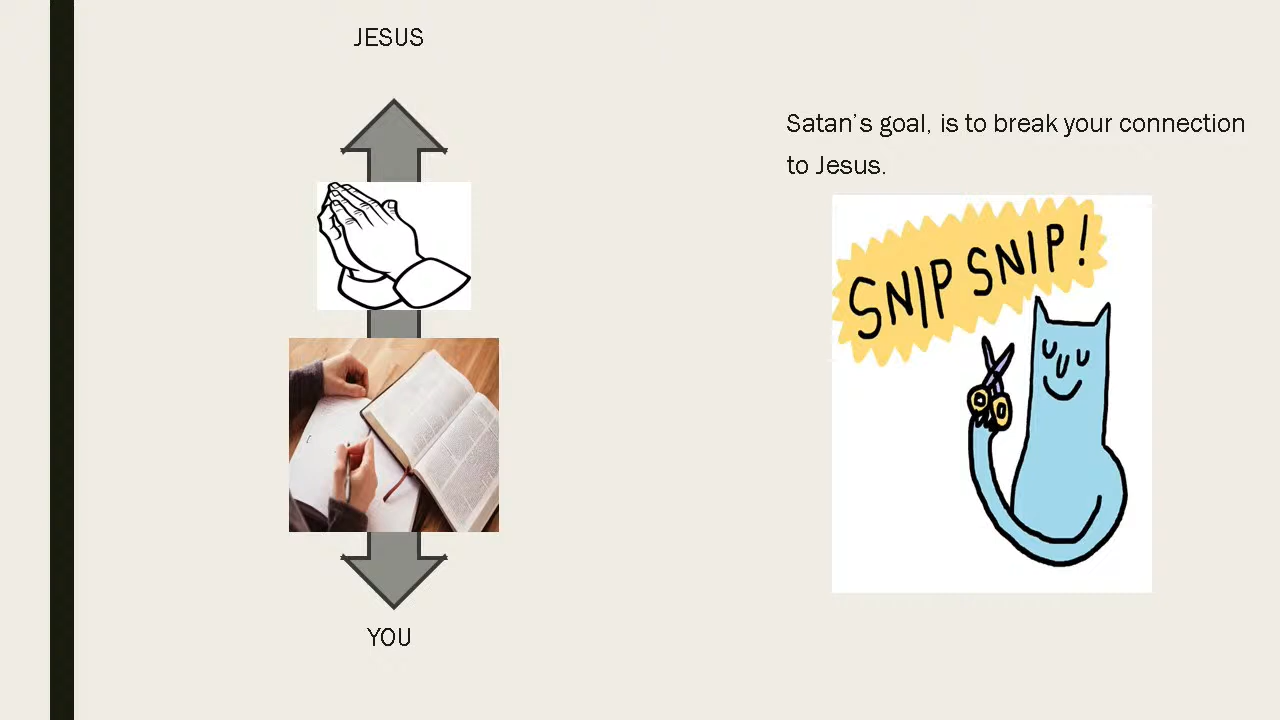 JESUS
Satan's goal, is to break your connection
to Jesus.
SNIP SNIP!
YOU